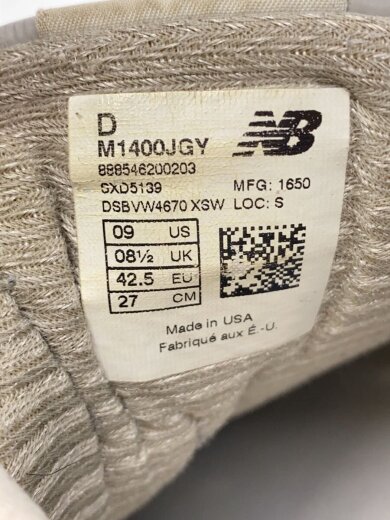 D
M1400JGY
NB
888546200203
SXD5139 MFG: 1650
DSBVW4670 XSW LOC: S
09 US
08½ UK
42.5 EU
27 CM
Made in USA
Fabriqué aux É.-U.